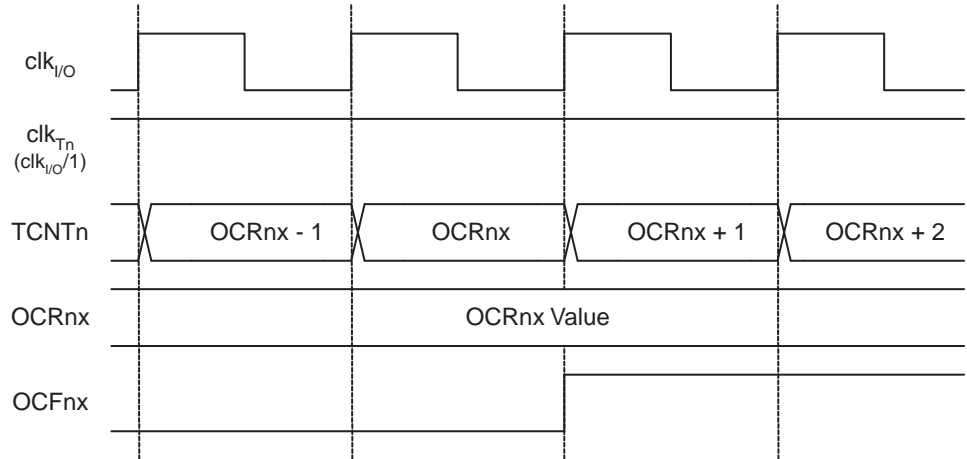 clkI/O
clkTn
(clkI/O/1)
TCNTn
OCRnx - 1
OCRnx
OCRnx + 1
OCRnx + 2
OCRnx
OCRnx Value
OCFnx